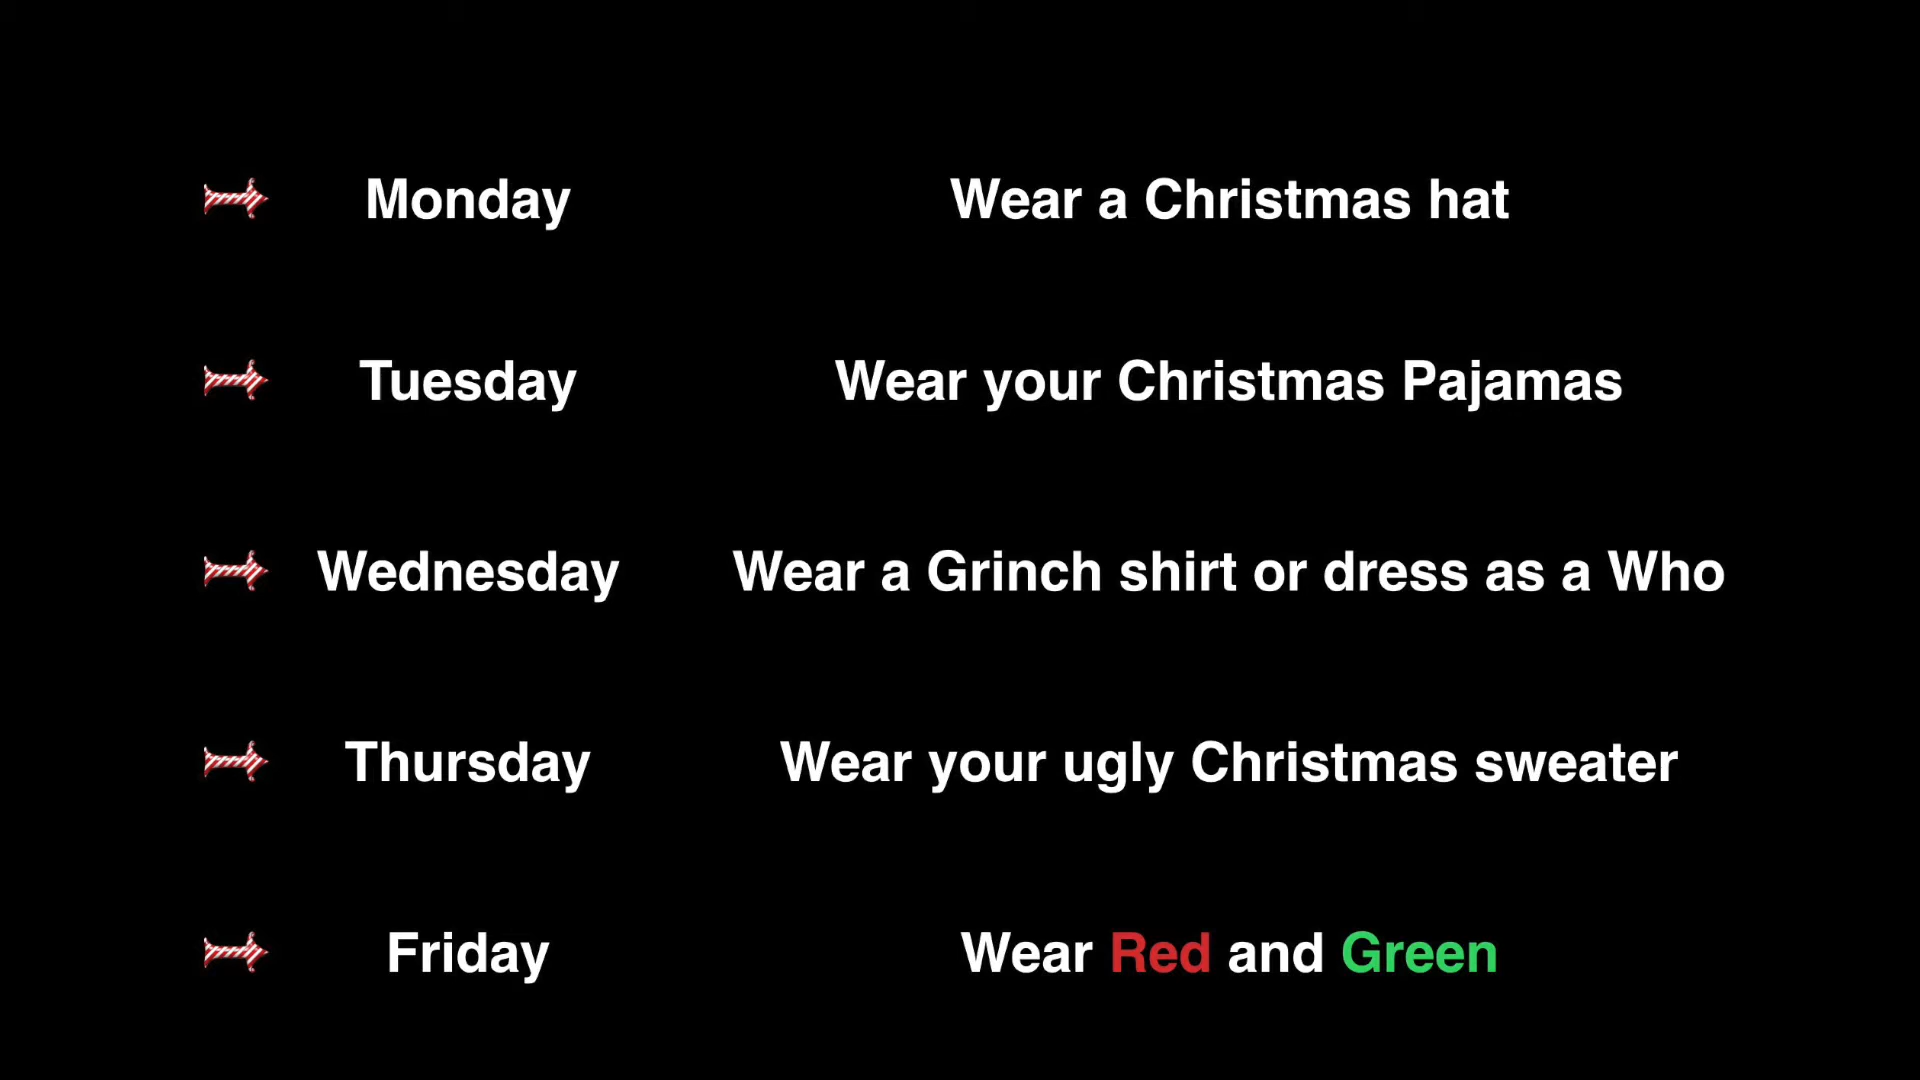 Monday Wear a Christmas hat
Tuesday Wear your Christmas Pajamas
Wednesday Wear a Grinch shirt or dress as a Who
Thursday Wear your ugly Christmas sweater
Friday Wear Red and Green